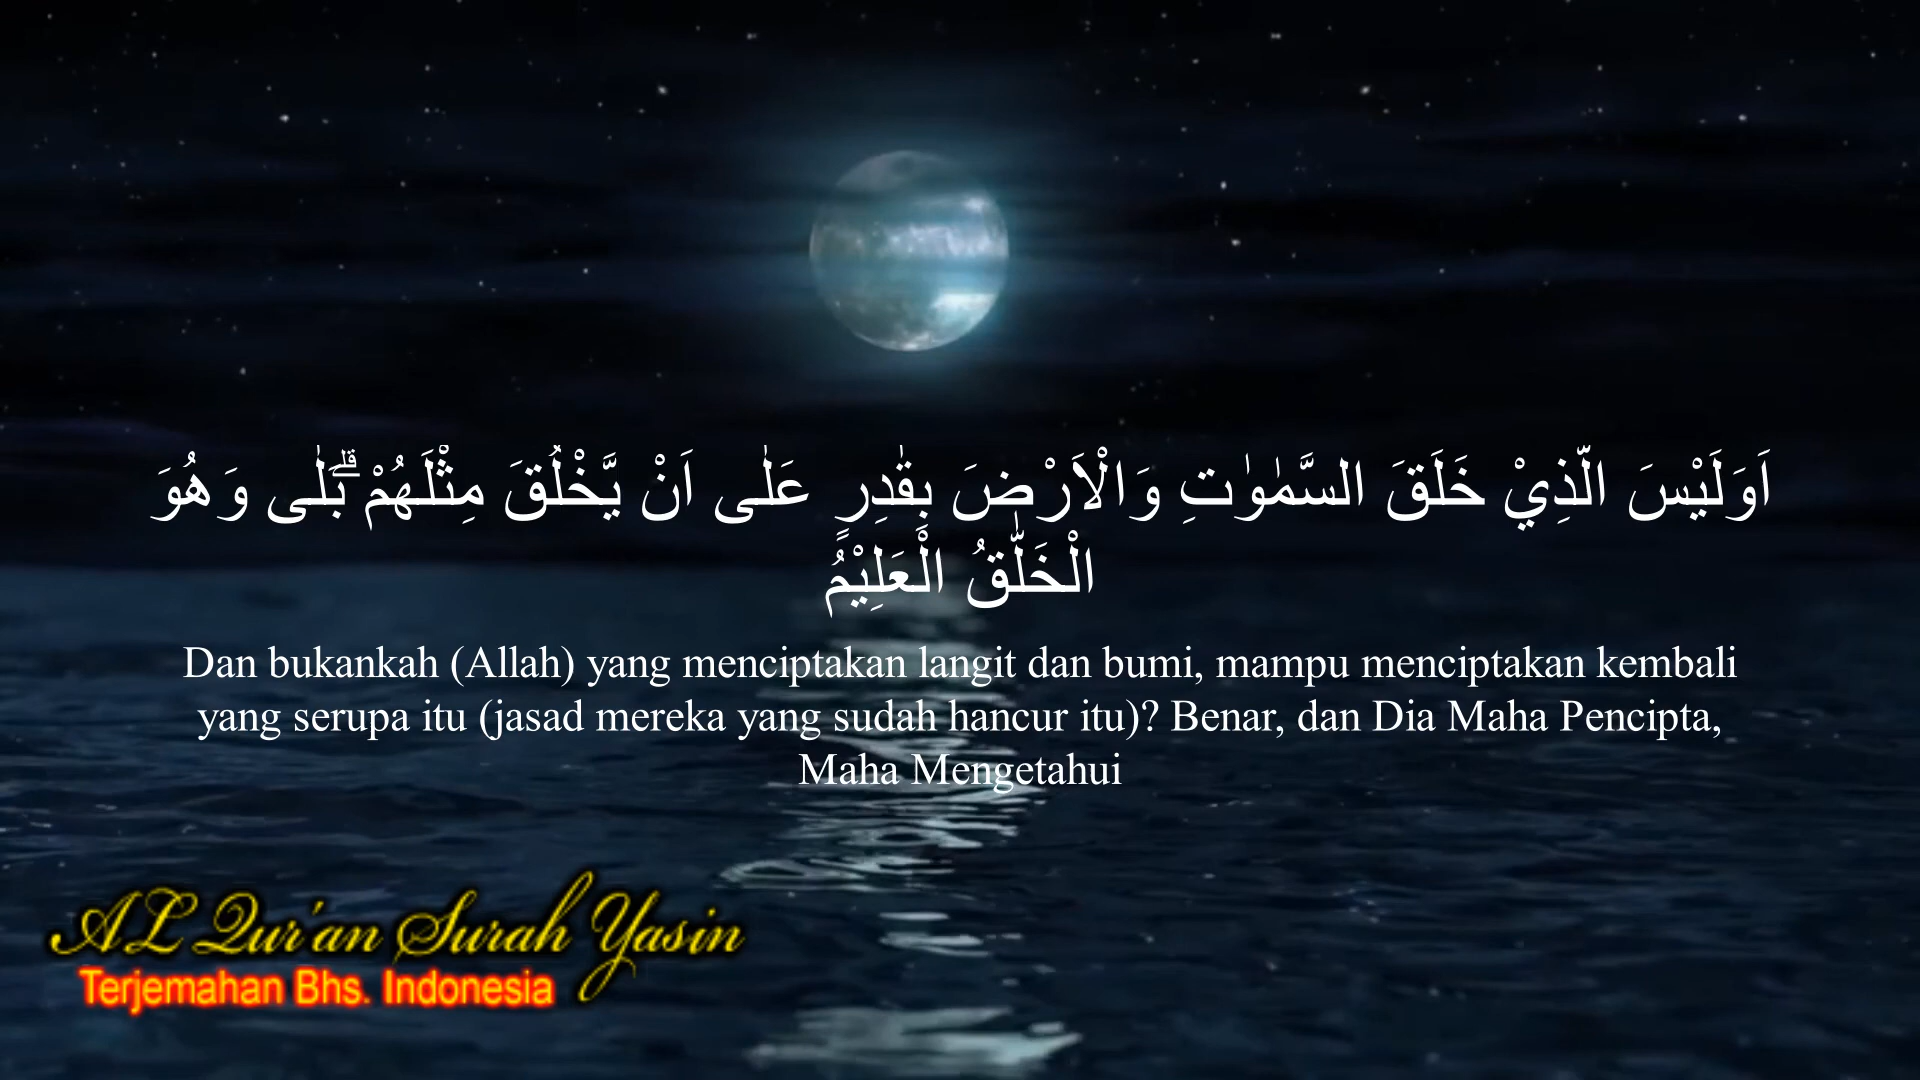 اَوَلَيْسَ الَّذِيْ خَلَقَ السَّمٰوٰتِ وَالْاَرْضَ بِقٰدِرٍ عَلٰى اَنْ يَّخْلُقَ مِثْلَهُمْ ۗبَلٰى وَهُوَ
الْخَلّٰقُ الْعَلِيْمُ
Dan bukankah (Allah) yang menciptakan langit dan bumi, mampu menciptakan kembali
yang serupa itu (jasad mereka yang sudah hancur itu)? Benar, dan Dia Maha Pencipta,
Maha Mengetahui
AL Qur'an Surah Yasin
Terjemahan Bhs. Indonesia